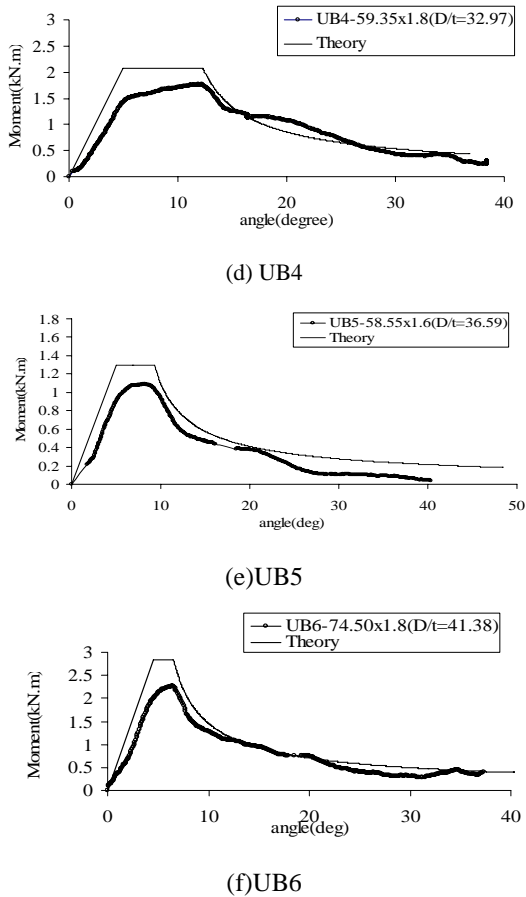 UB4-59.35x1.8(D/t=32.97)
Theory
Moment(kN.m)
3
2.5
2
1.5
1
0.5
0
0 10 20 30 40
angle(degree)
(d) UB4
UB5-58.55x1.6(D/t=36.59)
Theory
Moment(kN.m)
1.8
1.6
1.4
1.2
1
0.8
0.6
0.4
0.2
0
0 10 20 30 40 50
angle(deg)
(e)UB5
UB6-74.50x1.8(D/t=41.38)
Theory
Moment(kN.m)
3
2.5
2
1.5
1
0.5
0
0 10 20 30 40
angle(deg)
(f)UB6